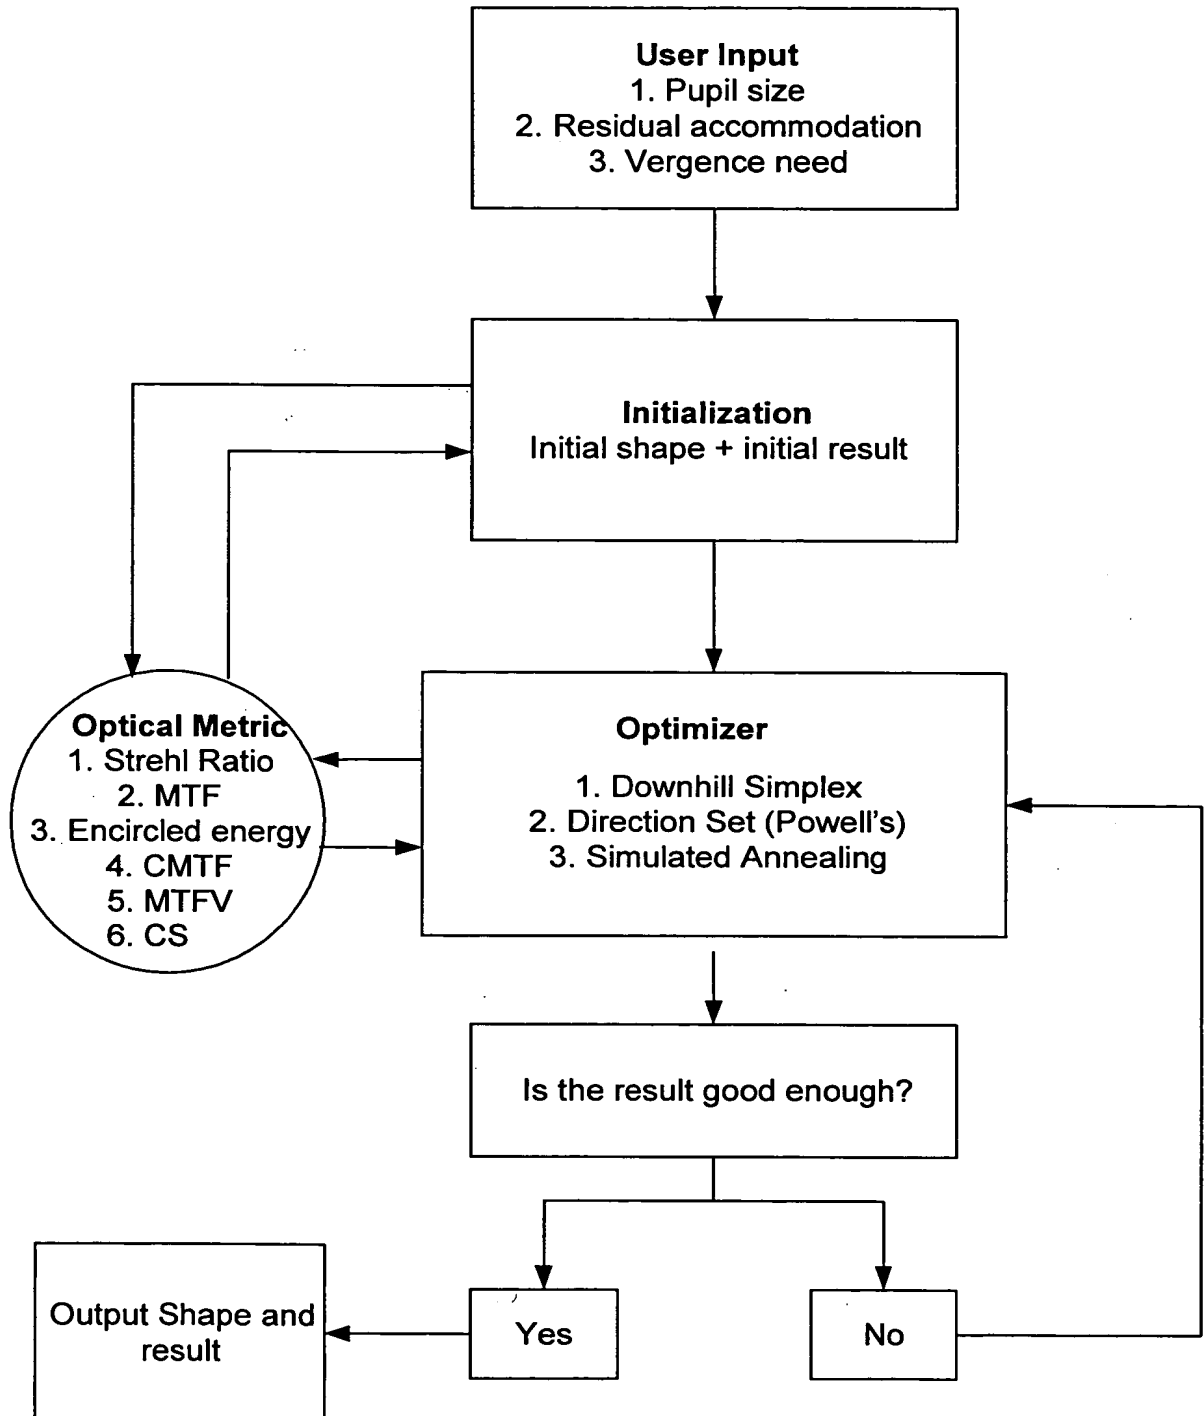 User Input
1. Pupil size
2. Residual accommodation
3. Vergence need
Initialization
Initial shape + initial result
Optical Metric
1. Strehl Ratio
2. MTF
3. Encircled energy
4. CMTF
5. MTFV
6. CS
Optimizer
1. Downhill Simplex
2. Direction Set (Powell's)
3. Simulated Annealing
Is the result good enough?
Output Shape and
result
Yes
No